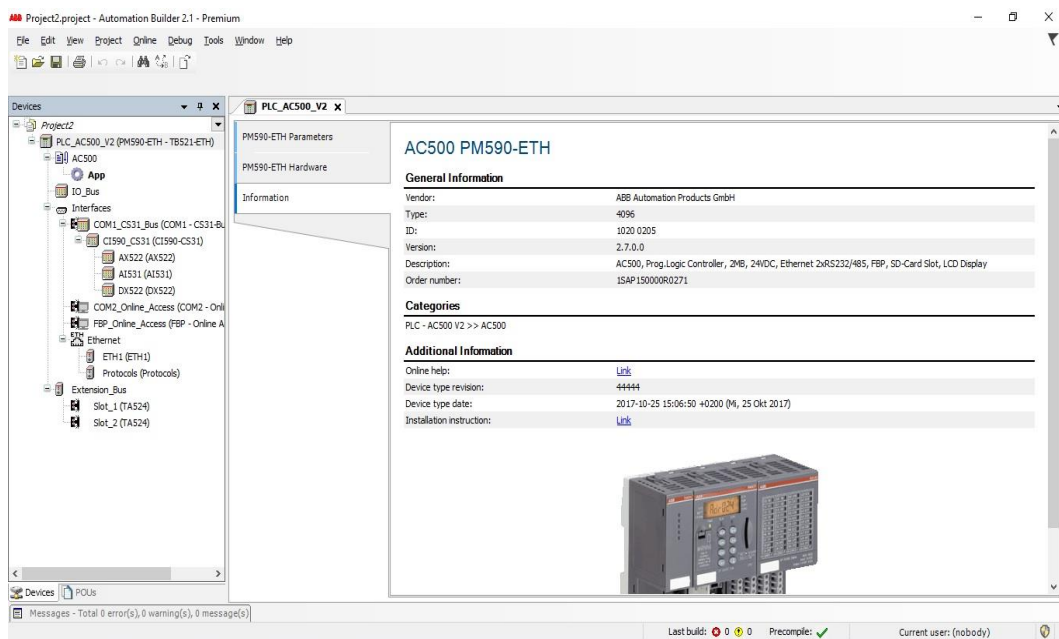 ABB Project2.project - Automation Builder 2.1 - Premium
File Edit View Project Online Debug Tools Window Help
Devices
Project2
PLC_AC500_V2 (PM590-ETH - TB521-ETH)
AC500
App
IO_Bus
Interfaces
COM1_CS31_Bus (COM1 - CS31-Bu
CI590_CS31 (CI590-CS31)
AX522 (AX522)
AI531 (AI531)
DX522 (DX522)
COM2_Online_Access (COM2 - Onli
FBP_Online_Access (FBP - Online A
ETH Ethernet
ETH1 (ETH1)
Protocols (Protocols)
Extension_Bus
Slot_1 (TA524)
Slot_2 (TA524)
Devices POUs
PLC_AC500_V2 X
PM590-ETH Parameters
PM590-ETH Hardware
Information
AC500 PM590-ETH
General Information
Vendor: ABB Automation Products GmbH
Type: 4096
ID: 1020 0205
Version: 2.7.0.0
Description: AC500, Prog.Logic Controller, 2MB, 24VDC, Ethernet 2xRS232/485, FBP, SD-Card Slot, LCD Display
Order number: 1SAP150000R0271
Categories
PLC - AC500 V2 >> AC500
Additional Information
Online help: Link
Device type revision: 44444
Device type date: 2017-10-25 15:06:50 +0200 (Mi, 25 Okt 2017)
Installation instruction: Link
Messages - Total 0 error(s), 0 warning(s), 0 message(s)
Last build: 0 0 Precompile: Current user: (nobody)